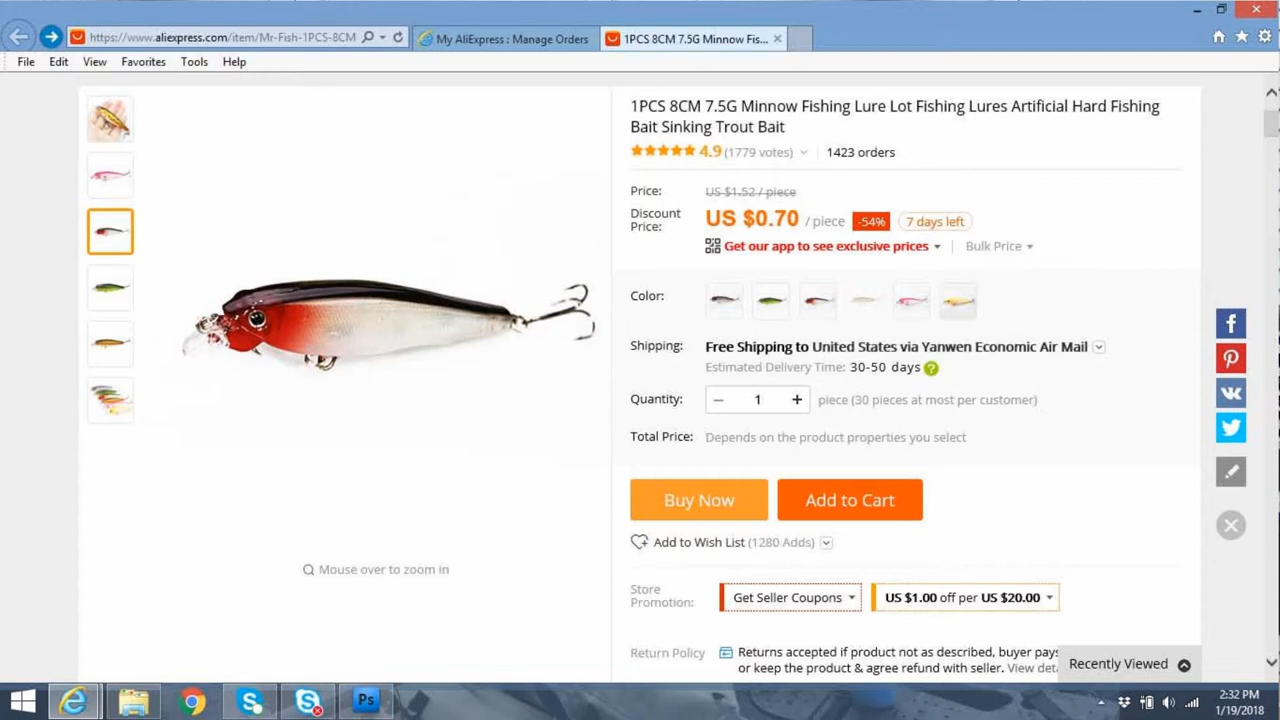 https://www.aliexpress.com/item/Mr-Fish-1PCS-8CM
My AliExpress : Manage Orders
1PCS 8CM 7.5G Minnow Fis...
File Edit View Favorites Tools Help
1PCS 8CM 7.5G Minnow Fishing Lure Lot Fishing Lures Artificial Hard Fishing
Bait Sinking Trout Bait
4.9 (1779 votes) 1423 orders
Price: US $1.52 / piece
Discount
Price: US $0.70 / piece -54% 7 days left
Get our app to see exclusive prices Bulk Price
Color:
Shipping: Free Shipping to United States via Yanwen Economic Air Mail
Estimated Delivery Time: 30-50 days ?
Quantity: − 1 + piece (30 pieces at most per customer)
Total Price: Depends on the product properties you select
Buy Now Add to Cart
Add to Wish List (1280 Adds)
Mouse over to zoom in
Store
Promotion: Get Seller Coupons US $1.00 off per US $20.00
Return Policy Returns accepted if product not as described, buyer pays
or keep the product & agree refund with seller. View deta
Recently Viewed
Ps
2:32 PM
1/19/2018